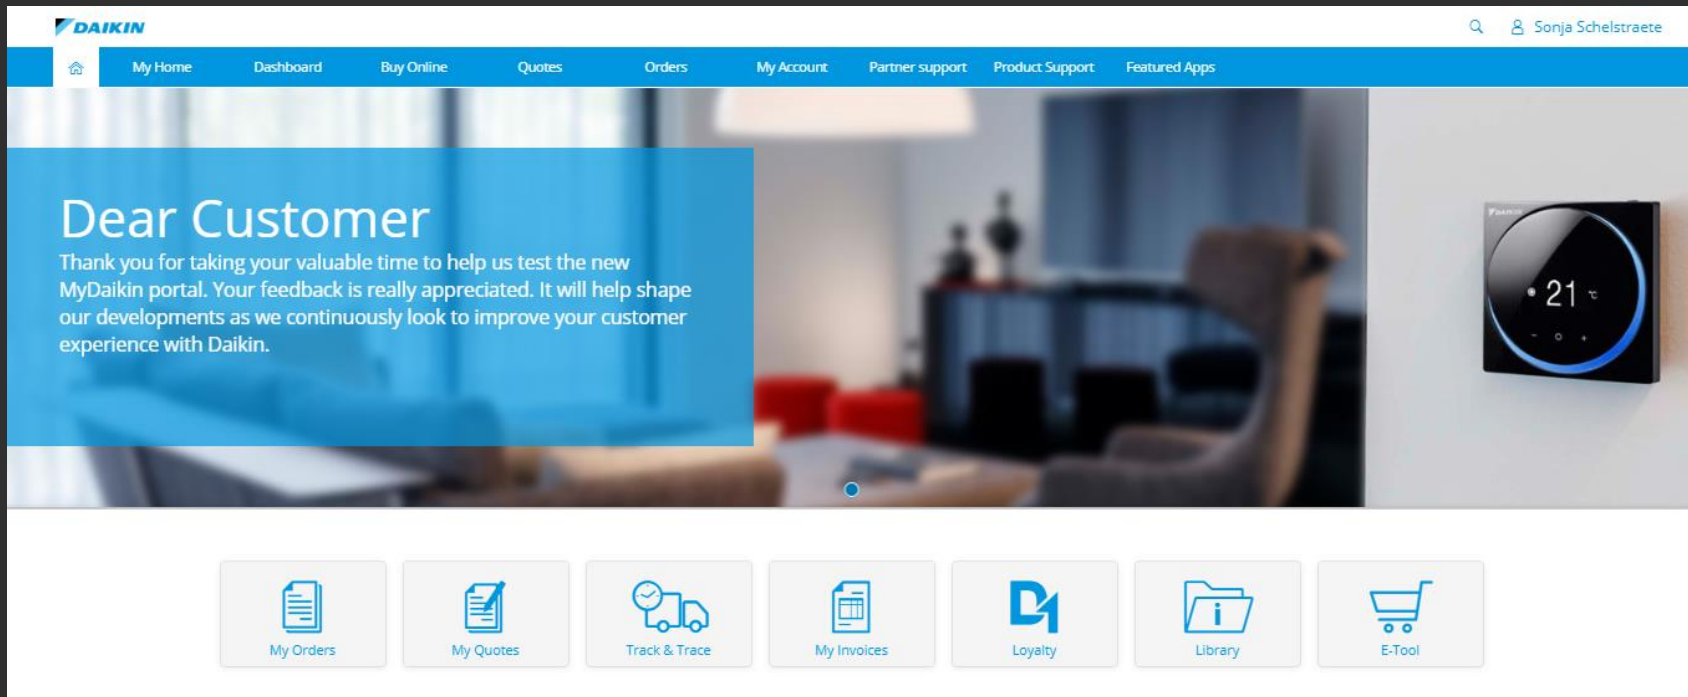 DAIKIN
Sonja Schelstraete
My Home Dashboard Buy Online Quotes Orders My Account Partner support Product Support Featured Apps
Dear Customer
Thank you for taking your valuable time to help us test the new
MyDaikin portal. Your feedback is really appreciated. It will help shape
our developments as we continuously look to improve your customer
experience with Daikin.
DAIKIN
21 °C
- +
D1
i
My Orders My Quotes Track & Trace My Invoices Loyalty Library E-Tool